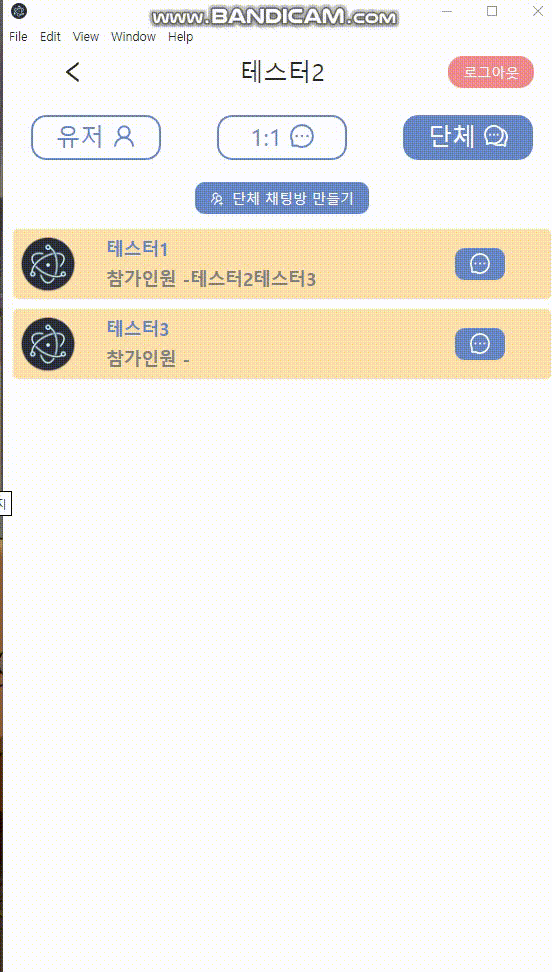 www.BANDICAM.com
File Edit View Window Help
테스터2 로그아웃
유저 1:1 단체
단체 채팅방 만들기
테스터1
참가인원 -테스터2테스터3
테스터3
참가인원 -
지